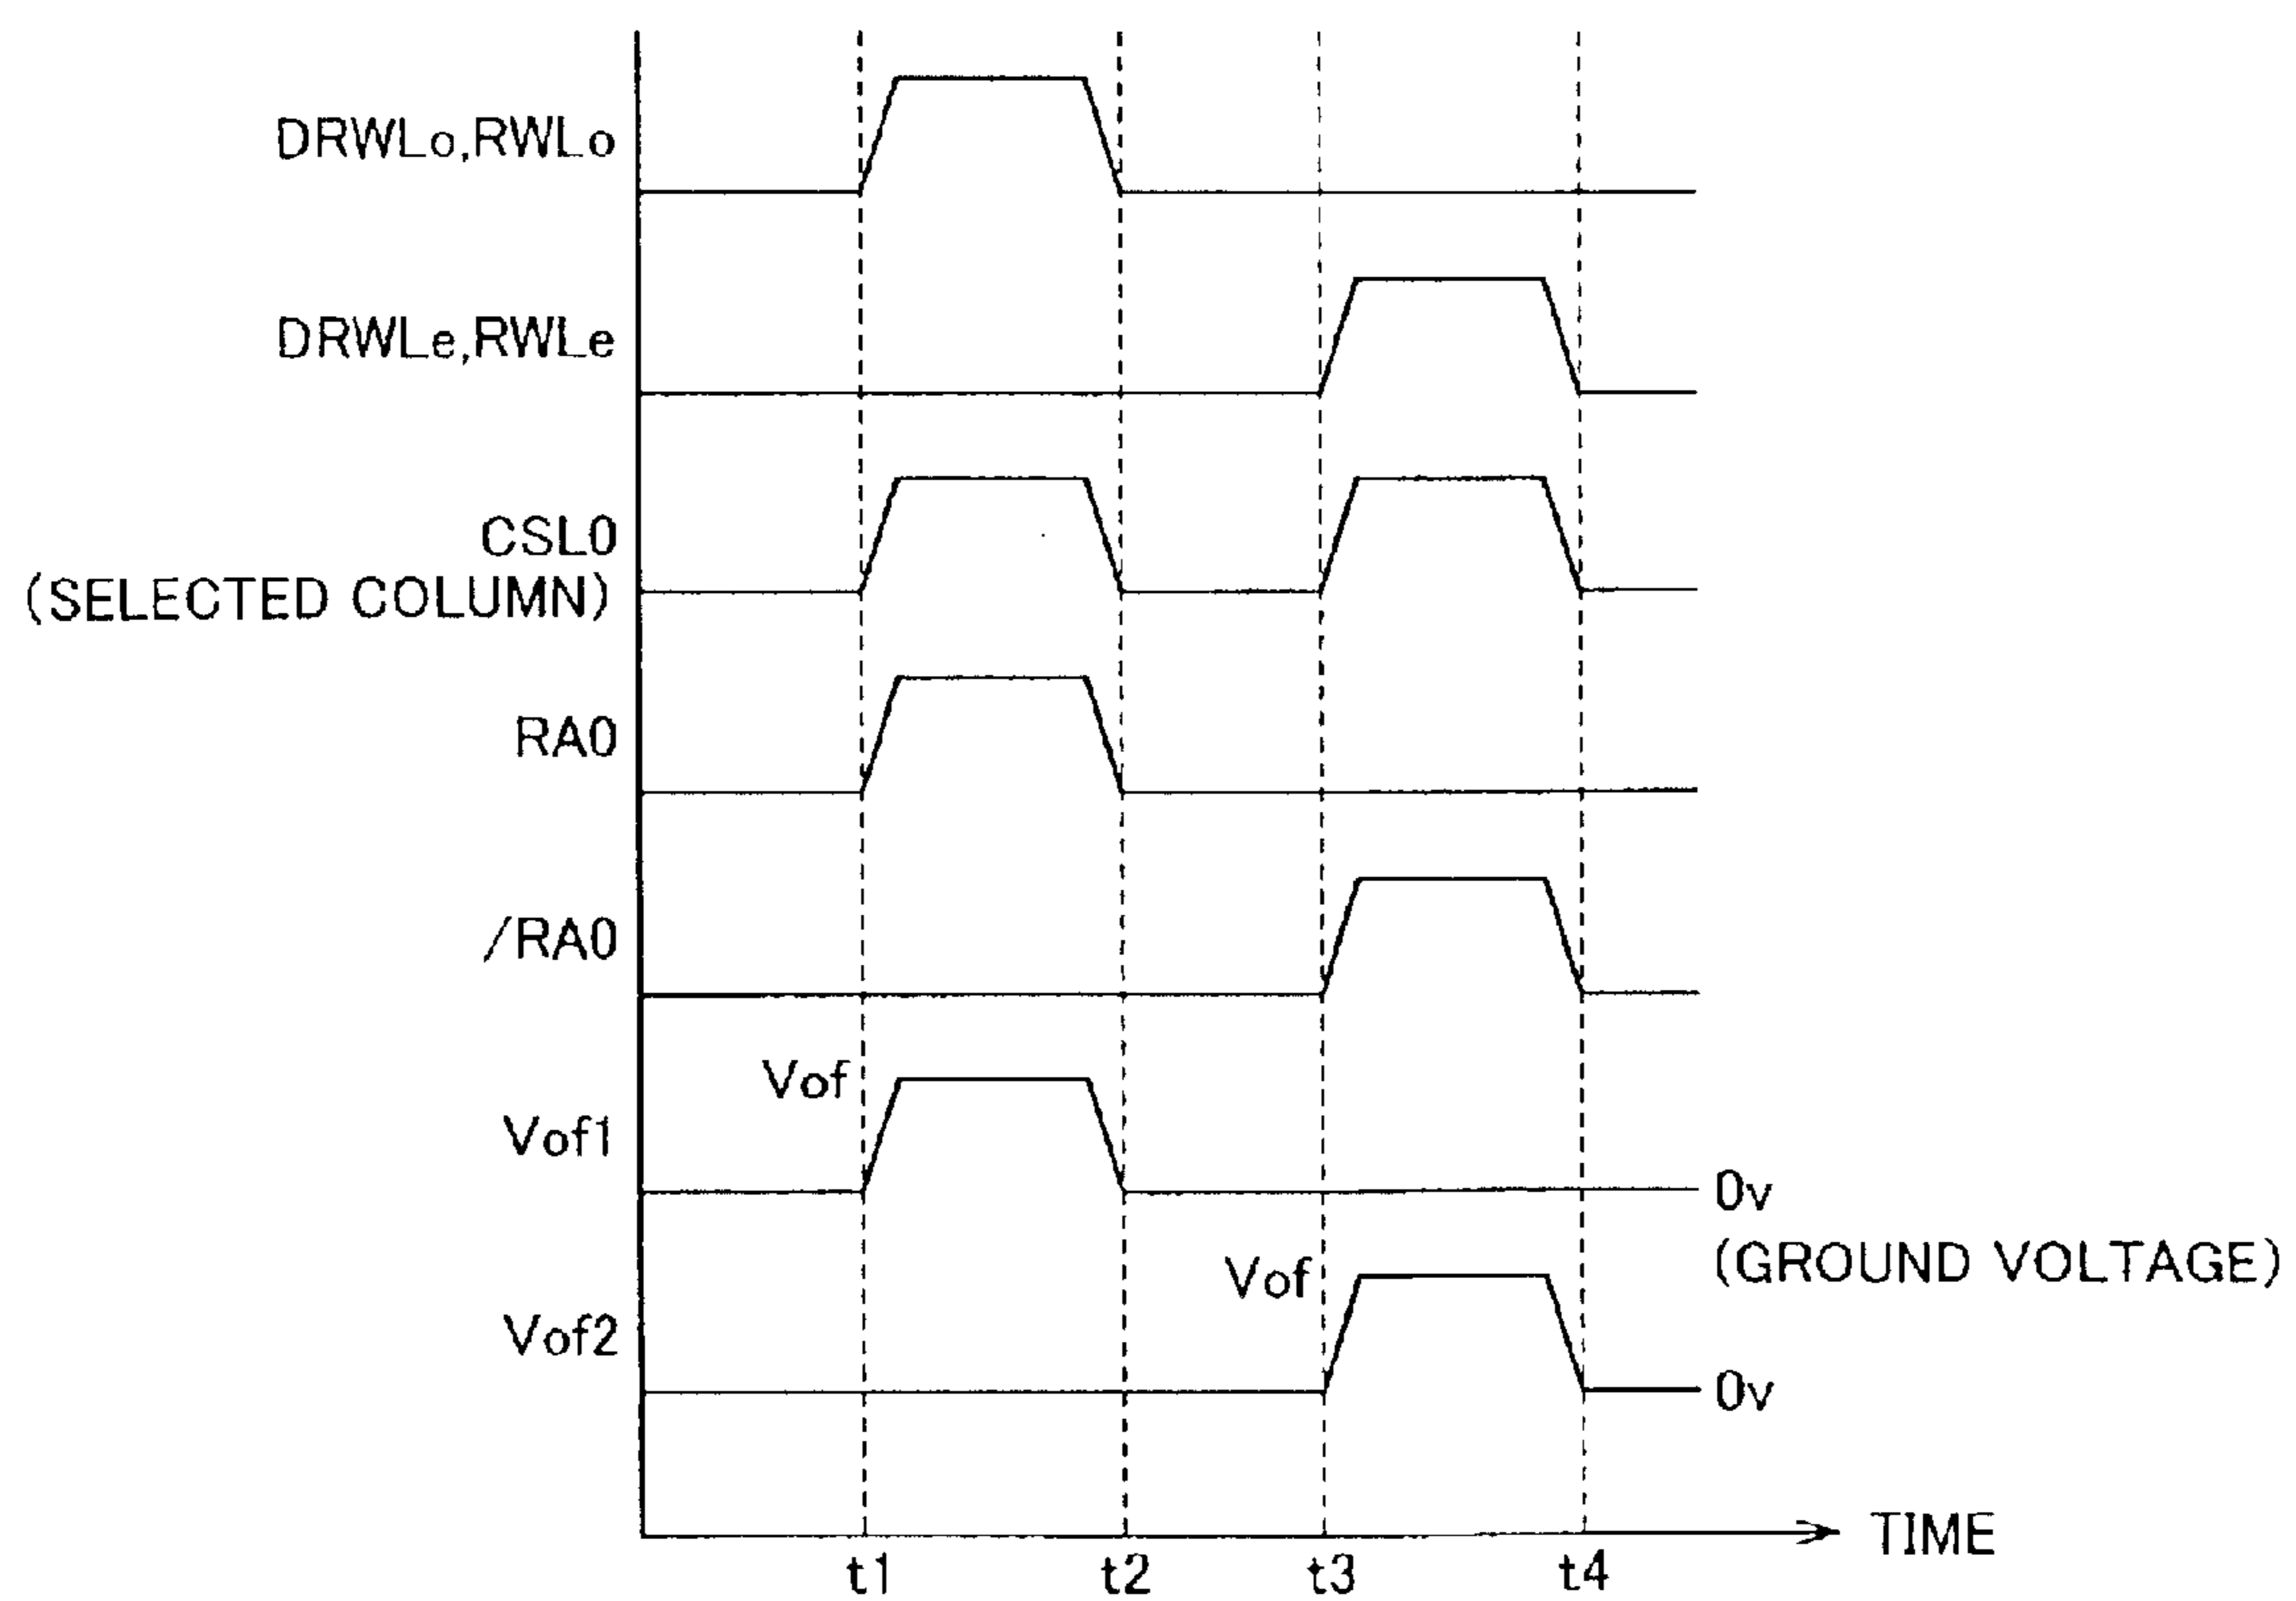 DRWLo,RWLo
DRWLe,RWLe
CSL0
(SELECTED COLUMN)
RA0
/RA0
Vof
Vof1
0v
(GROUND VOLTAGE)
Vof
Vof2
0v
TIME
t1 t2 t3 t4